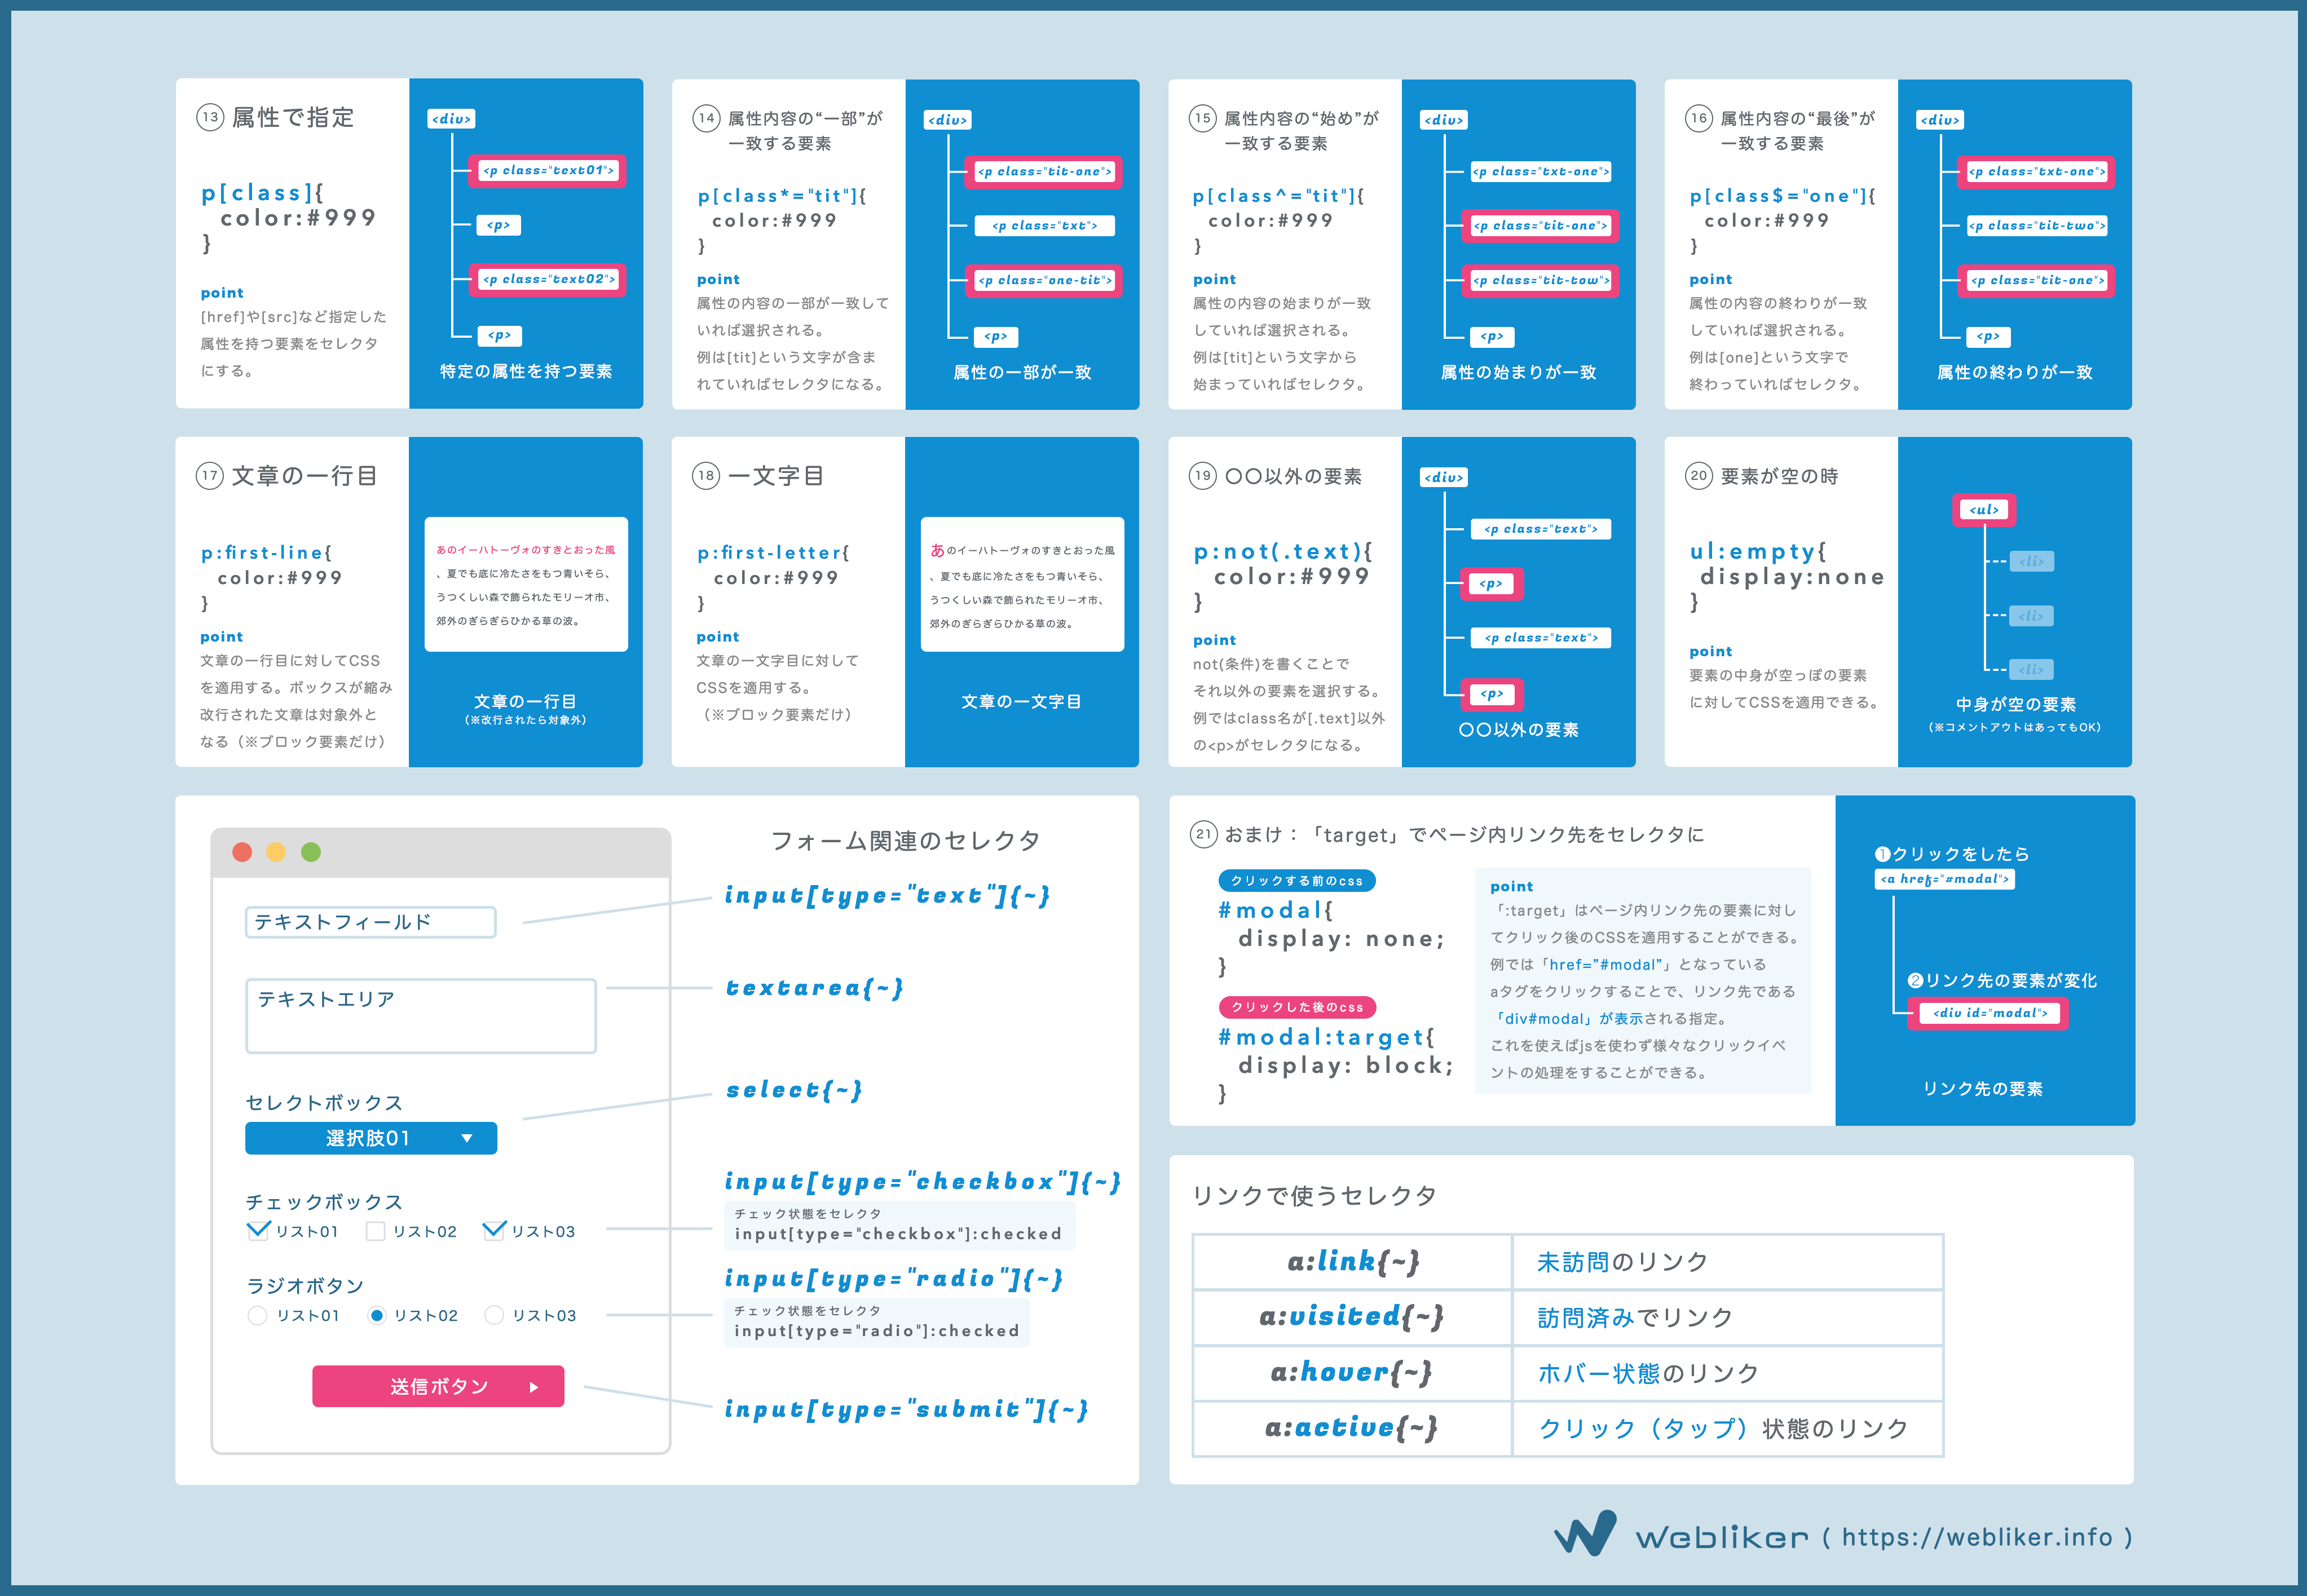 13 属性で指定
p[class]{
color:#999
}
point
[href]や[src]など指定した
属性を持つ要素をセレクタ
にする。
<div>
<p class="text01">
<p>
<p class="text02">
<p>
特定の属性を持つ要素
14 属性内容の“一部”が
一致する要素
p[class*="tit"]{
color:#999
}
point
属性の内容の一部が一致して
いれば選択される。
例は[tit]という文字が含ま
れていればセレクタになる。
<div>
<p class="tit-one">
<p class="txt">
<p class="one-tit">
<p>
属性の一部が一致
15 属性内容の“始め”が
一致する要素
p[class^="tit"]{
color:#999
}
point
属性の内容の始まりが一致
していれば選択される。
例は[tit]という文字から
始まっていればセレクタ。
<div>
<p class="txt-one">
<p class="tit-one">
<p class="tit-tow">
<p>
属性の始まりが一致
16 属性内容の“最後”が
一致する要素
p[class$="one"]{
color:#999
}
point
属性の内容の終わりが一致
していれば選択される。
例は[one]という文字で
終わっていればセレクタ。
<div>
<p class="txt-one">
<p class="tit-two">
<p class="tit-one">
<p>
属性の終わりが一致
17 文章の一行目
p:first-line{
color:#999
}
point
文章の一行目に対してCSS
を適用する。ボックスが縮み
改行された文章は対象外と
なる（※ブロック要素だけ）
あのイーハトーヴォのすきとおった風
、夏でも底に冷たさをもつ青いそら、
うつくしい森で飾られたモリーオ市、
郊外のぎらぎらひかる草の波。
文章の一行目
（※改行されたら対象外）
18 一文字目
p:first-letter{
color:#999
}
point
文章の一文字目に対して
CSSを適用する。
（※ブロック要素だけ）
あのイーハトーヴォのすきとおった風
、夏でも底に冷たさをもつ青いそら、
うつくしい森で飾られたモリーオ市、
郊外のぎらぎらひかる草の波。
文章の一文字目
19 〇〇以外の要素
p:not(.text){
color:#999
}
point
not(条件)を書くことで
それ以外の要素を選択する。
例ではclass名が[.text]以外
の<p>がセレクタになる。
<div>
<p class="text">
<p>
<p class="text">
<p>
〇〇以外の要素
20 要素が空の時
ul:empty{
display:none
}
point
要素の中身が空っぽの要素
に対してCSSを適用できる。
<ul>
<li>
<li>
<li>
中身が空の要素
（※コメントアウトはあってもOK）
フォーム関連のセレクタ
テキストフィールド
input[type="text"]{~}
テキストエリア
textarea{~}
セレクトボックス
選択肢01 ▼
select{~}
チェックボックス
リスト01 リスト02 リスト03
input[type="checkbox"]{~}
チェック状態をセレクタ
input[type="checkbox"]:checked
ラジオボタン
リスト01 リスト02 リスト03
input[type="radio"]{~}
チェック状態をセレクタ
input[type="radio"]:checked
送信ボタン ▶
input[type="submit"]{~}
21 おまけ：「target」でページ内リンク先をセレクタに
クリックする前のcss
#modal{
display: none;
}
クリックした後のcss
#modal:target{
display: block;
}
point
「:target」はページ内リンク先の要素に対し
てクリック後のCSSを適用することができる。
例では「href=”#modal”」となっている
aタグをクリックすることで、リンク先である
「div#modal」が表示される指定。
これを使えばjsを使わず様々なクリックイベ
ントの処理をすることができる。
❶クリックをしたら
<a href="#modal">
❷リンク先の要素が変化
<div id="modal">
リンク先の要素
リンクで使うセレクタ
a:link{~} 未訪問のリンク
a:visited{~} 訪問済みでリンク
a:hover{~} ホバー状態のリンク
a:active{~} クリック（タップ）状態のリンク
Webliker ( https://webliker.info )